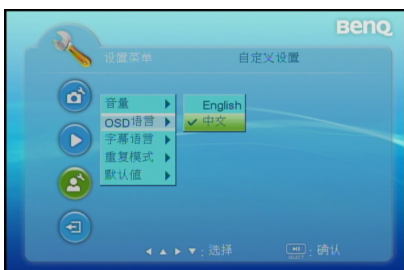 BenQ
设置菜单 自定义设置
音量
OSD语言
字幕语言
重复模式
默认值
English
中文
:选择
SELECT :确认